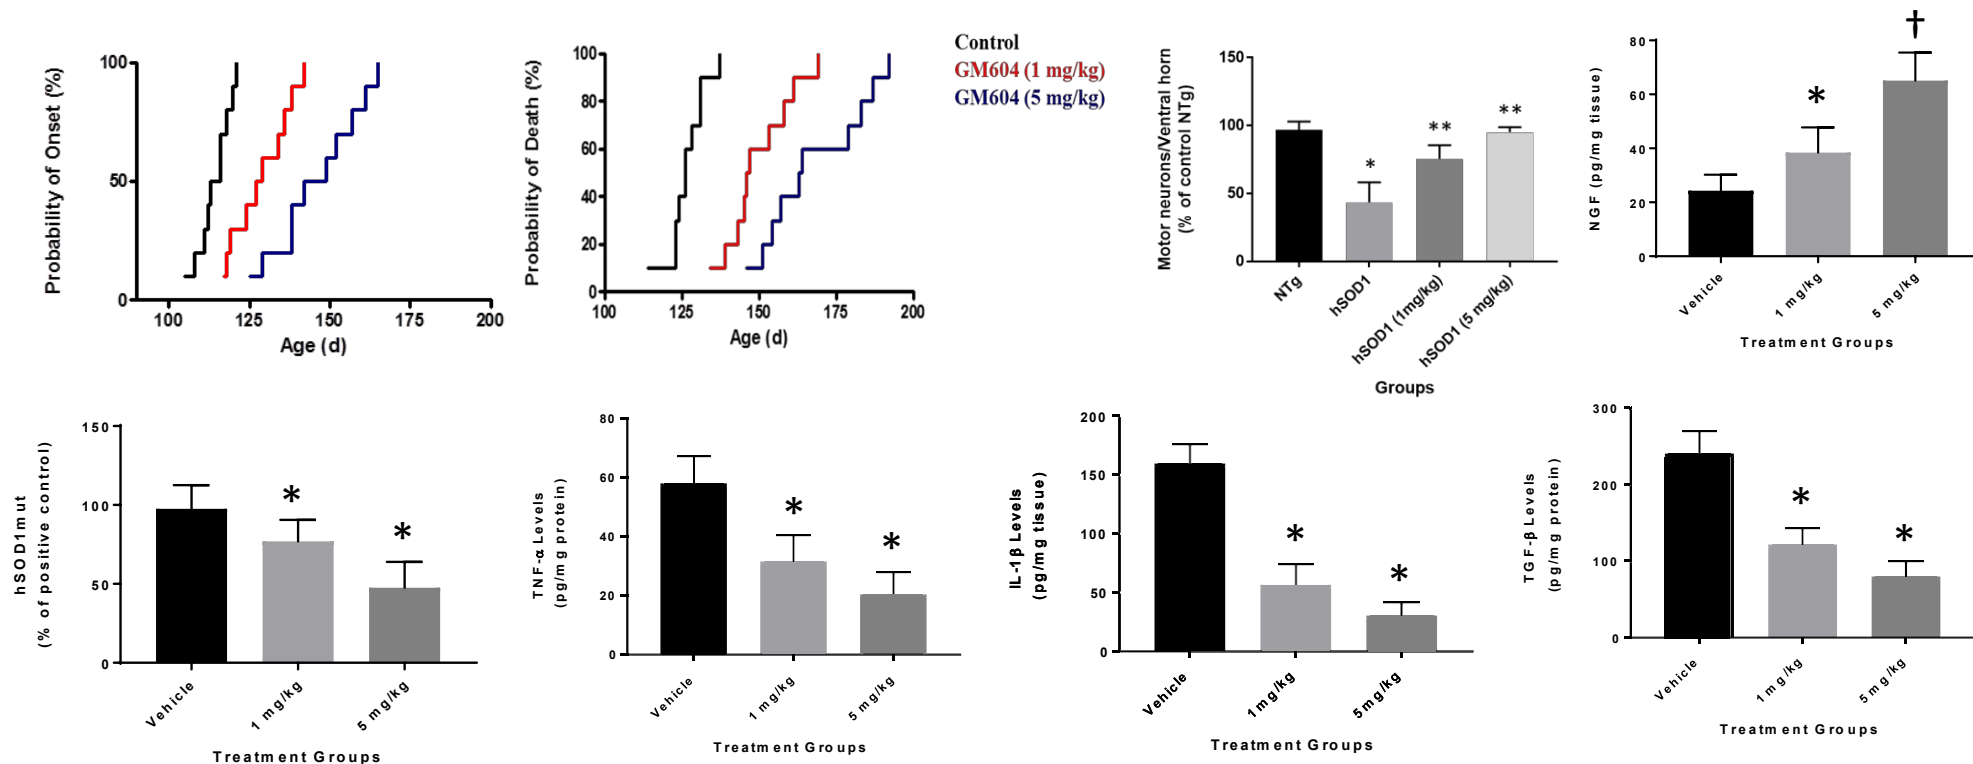 Probability of Onset (%)
100
50
0
100
125
150
175
200
Age (d)
Probability of Death (%)
100
80
60
40
20
0
100
125
150
175
200
Age (d)
Control
GM604 (1 mg/kg)
GM604 (5 mg/kg)
Motor neurons/Ventral horn
(% of control NTg)
150
100
50
0
*
**
**
NTg
hSOD1
hSOD1 (1mg/kg)
hSOD1 (5 mg/kg)
Groups
NGF (pg/mg tissue)
80
60
40
20
0
*
†
Vehicle
1 mg/kg
5 mg/kg
Treatment Groups
hSOD1mut
(% of positive control)
150
100
50
0
*
*
Vehicle
1 mg/kg
5 mg/kg
Treatment Groups
TNF-α Levels
(pg/mg protein)
80
60
40
20
0
*
*
Vehicle
1 mg/kg
5 mg/kg
Treatment Groups
IL-1β Levels
(pg/mg tissue)
200
150
100
50
0
*
*
Vehicle
1 mg/kg
5 mg/kg
Treatment Groups
TGF-β Levels
(pg/mg protein)
300
200
100
0
*
*
Vehicle
1 mg/kg
5 mg/kg
Treatment Groups